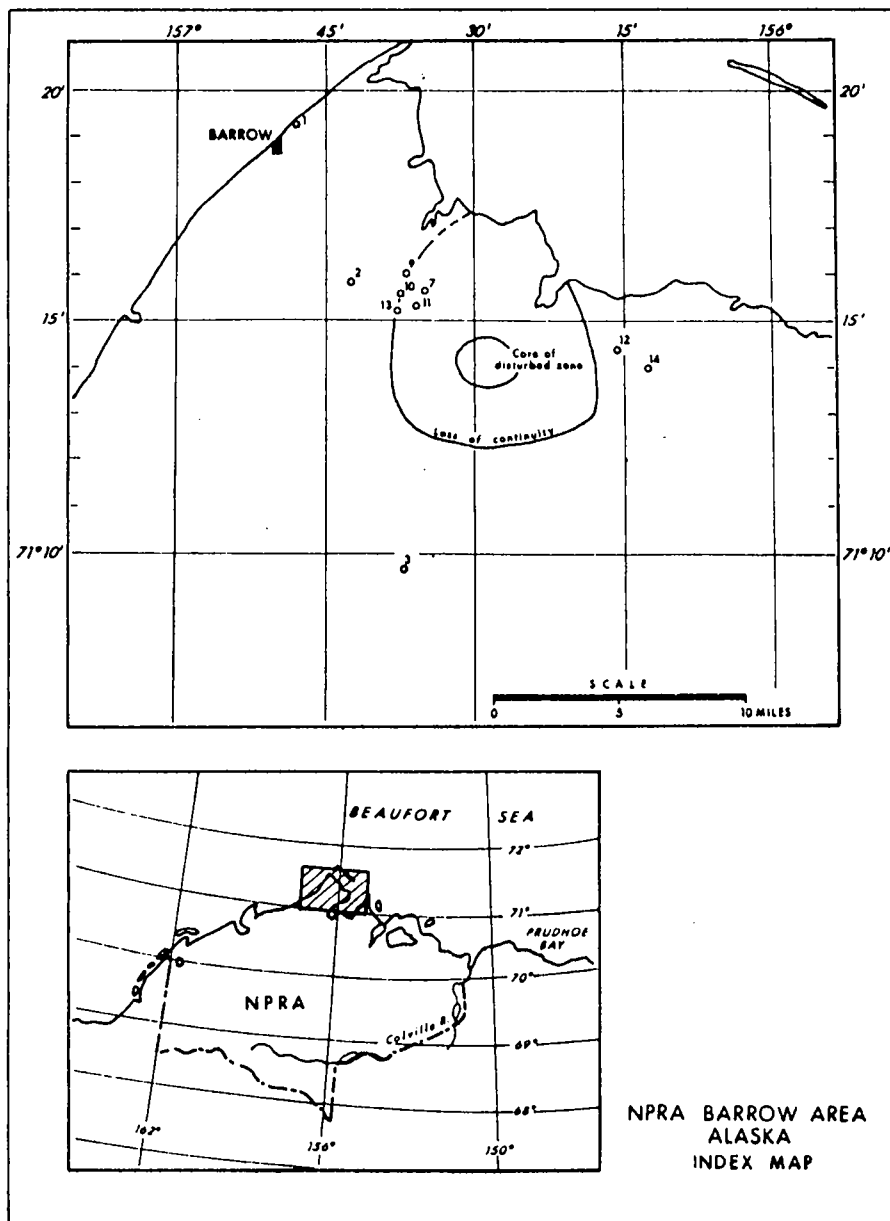 157° 45' 30' 15' 156°
20' 20'
BARROW
1
2
9
10 7
13 11
15' 15'
12
14
Core of
disturbed zone
Loss of continuity
71°10' 71°10'
3
SCALE
0 5 10 MILES
BEAUFORT SEA
72°
71°
PRUDHOE
BAY
70°
NPRA
Colville R.
69°
68°
162° 156° 150°
NPRA BARROW AREA
ALASKA
INDEX MAP